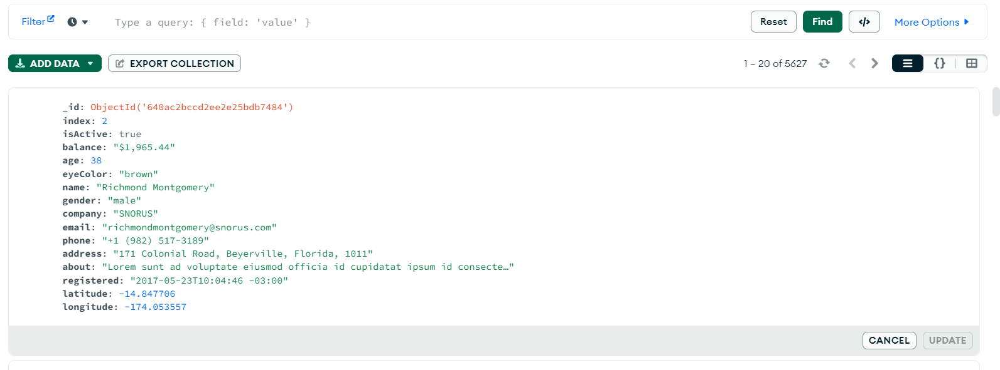 Filter
Type a query: { field: 'value' }
Reset
Find
</>
More Options
ADD DATA
EXPORT COLLECTION
1 – 20 of 5627
{}
_id: ObjectId('640ac2bccd2ee2e25bdb7484')
index: 2
isActive: true
balance: "$1,965.44"
age: 38
eyeColor: "brown"
name: "Richmond Montgomery"
gender: "male"
company: "SNORUS"
email: "richmondmontgomery@snorus.com"
phone: "+1 (982) 517-3189"
address: "171 Colonial Road, Beyerville, Florida, 1011"
about: "Lorem sunt ad voluptate eiusmod officia id cupidatat ipsum id consecte…"
registered: "2017-05-23T10:04:46 -03:00"
latitude: -14.847706
longitude: -174.053557
CANCEL
UPDATE